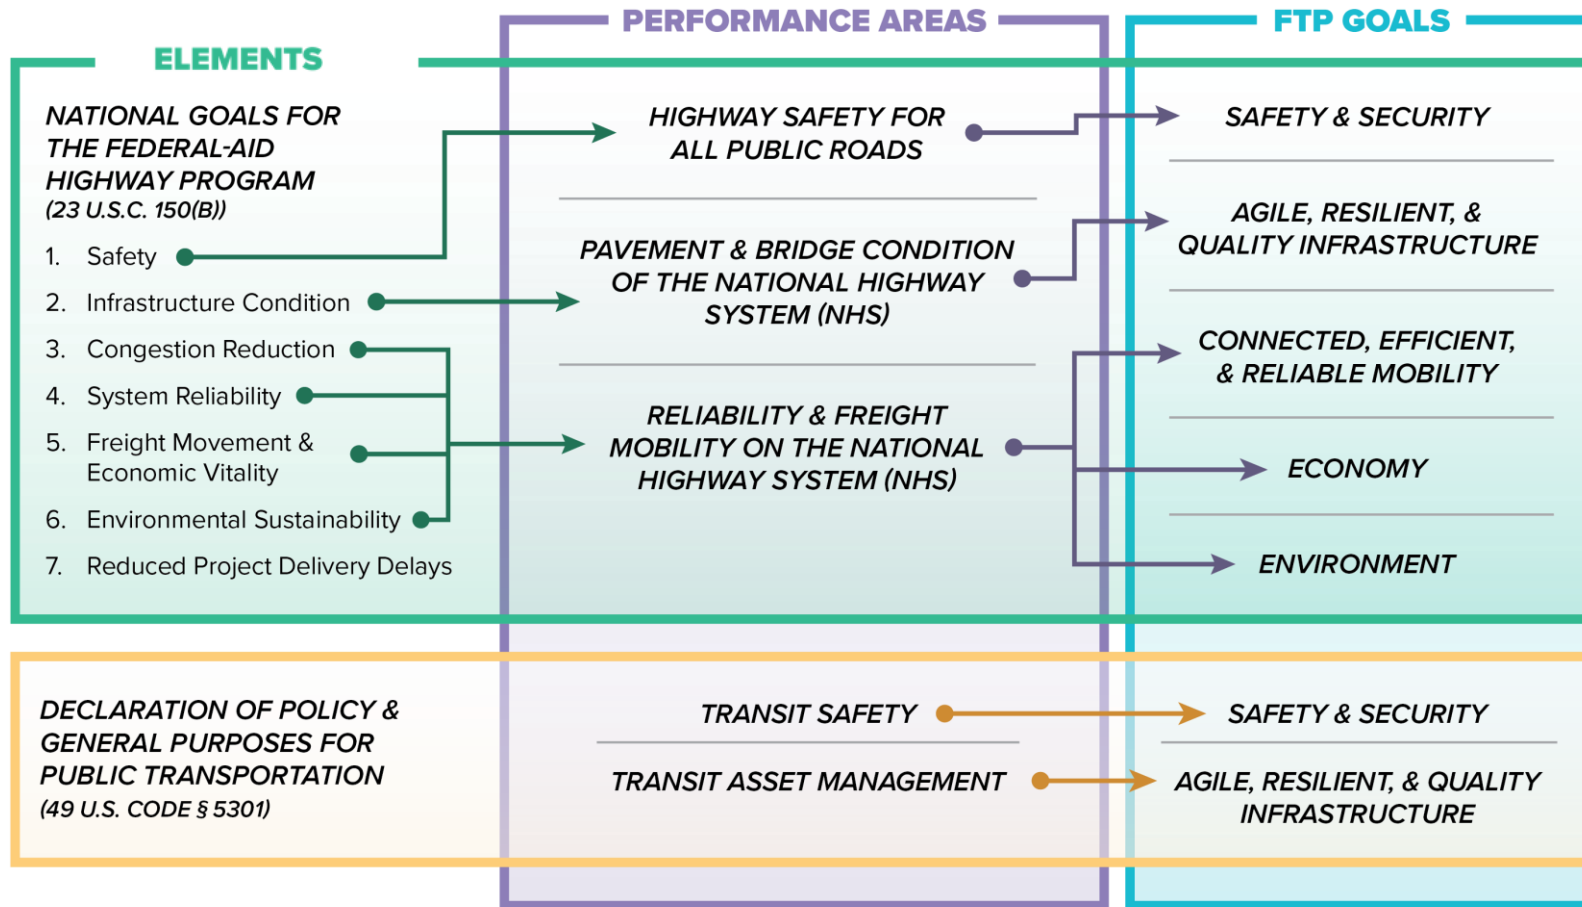 PERFORMANCE AREAS
FTP GOALS
ELEMENTS
NATIONAL GOALS FOR
THE FEDERAL-AID
HIGHWAY PROGRAM
(23 U.S.C. 150(B))
1. Safety
2. Infrastructure Condition
3. Congestion Reduction
4. System Reliability
5. Freight Movement &
Economic Vitality
6. Environmental Sustainability
7. Reduced Project Delivery Delays
HIGHWAY SAFETY FOR
ALL PUBLIC ROADS
PAVEMENT & BRIDGE CONDITION
OF THE NATIONAL HIGHWAY
SYSTEM (NHS)
RELIABILITY & FREIGHT
MOBILITY ON THE NATIONAL
HIGHWAY SYSTEM (NHS)
SAFETY & SECURITY
AGILE, RESILIENT, &
QUALITY INFRASTRUCTURE
CONNECTED, EFFICIENT,
& RELIABLE MOBILITY
ECONOMY
ENVIRONMENT
DECLARATION OF POLICY &
GENERAL PURPOSES FOR
PUBLIC TRANSPORTATION
(49 U.S. CODE § 5301)
TRANSIT SAFETY
TRANSIT ASSET MANAGEMENT
SAFETY & SECURITY
AGILE, RESILIENT, & QUALITY
INFRASTRUCTURE